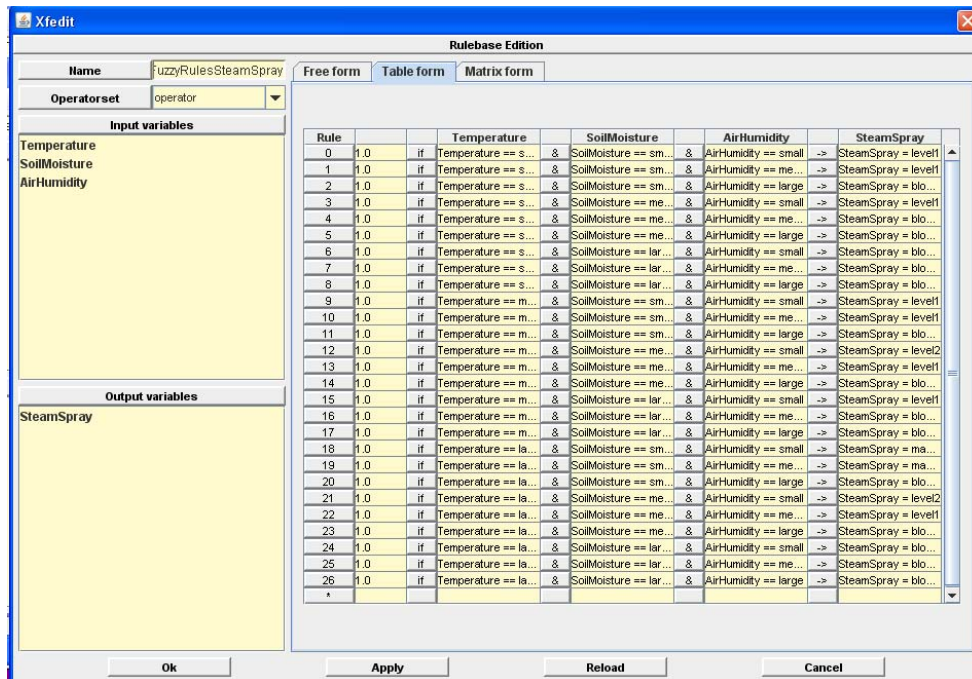 Xfedit
Rulebase Edition
Name FuzzyRulesSteamSpray
Operatorset operator
Input variables
Temperature
SoilMoisture
AirHumidity
Output variables
SteamSpray
Free form Table form Matrix form
Rule Temperature SoilMoisture AirHumidity SteamSpray
0 1.0 if Temperature == s... & SoilMoisture == sm... & AirHumidity == small -> SteamSpray = level1
1 1.0 if Temperature == s... & SoilMoisture == sm... & AirHumidity == me... -> SteamSpray = level1
2 1.0 if Temperature == s... & SoilMoisture == sm... & AirHumidity == large -> SteamSpray = blo...
3 1.0 if Temperature == s... & SoilMoisture == me... & AirHumidity == small -> SteamSpray = level1
4 1.0 if Temperature == s... & SoilMoisture == me... & AirHumidity == me... -> SteamSpray = blo...
5 1.0 if Temperature == s... & SoilMoisture == me... & AirHumidity == large -> SteamSpray = blo...
6 1.0 if Temperature == s... & SoilMoisture == lar... & AirHumidity == small -> SteamSpray = blo...
7 1.0 if Temperature == s... & SoilMoisture == lar... & AirHumidity == me... -> SteamSpray = blo...
8 1.0 if Temperature == s... & SoilMoisture == lar... & AirHumidity == large -> SteamSpray = blo...
9 1.0 if Temperature == m... & SoilMoisture == sm... & AirHumidity == small -> SteamSpray = level1
10 1.0 if Temperature == m... & SoilMoisture == sm... & AirHumidity == me... -> SteamSpray = level1
11 1.0 if Temperature == m... & SoilMoisture == sm... & AirHumidity == large -> SteamSpray = blo...
12 1.0 if Temperature == m... & SoilMoisture == me... & AirHumidity == small -> SteamSpray = level2
13 1.0 if Temperature == m... & SoilMoisture == me... & AirHumidity == me... -> SteamSpray = level1
14 1.0 if Temperature == m... & SoilMoisture == me... & AirHumidity == large -> SteamSpray = blo...
15 1.0 if Temperature == m... & SoilMoisture == lar... & AirHumidity == small -> SteamSpray = level1
16 1.0 if Temperature == m... & SoilMoisture == lar... & AirHumidity == me... -> SteamSpray = blo...
17 1.0 if Temperature == m... & SoilMoisture == lar... & AirHumidity == large -> SteamSpray = blo...
18 1.0 if Temperature == la... & SoilMoisture == sm... & AirHumidity == small -> SteamSpray = ma...
19 1.0 if Temperature == la... & SoilMoisture == sm... & AirHumidity == me... -> SteamSpray = ma...
20 1.0 if Temperature == la... & SoilMoisture == sm... & AirHumidity == large -> SteamSpray = blo...
21 1.0 if Temperature == la... & SoilMoisture == me... & AirHumidity == small -> SteamSpray = level2
22 1.0 if Temperature == la... & SoilMoisture == me... & AirHumidity == me... -> SteamSpray = level1
23 1.0 if Temperature == la... & SoilMoisture == me... & AirHumidity == large -> SteamSpray = blo...
24 1.0 if Temperature == la... & SoilMoisture == lar... & AirHumidity == small -> SteamSpray = blo...
25 1.0 if Temperature == la... & SoilMoisture == lar... & AirHumidity == me... -> SteamSpray = blo...
26 1.0 if Temperature == la... & SoilMoisture == lar... & AirHumidity == large -> SteamSpray = blo...
*
Ok Apply Reload Cancel